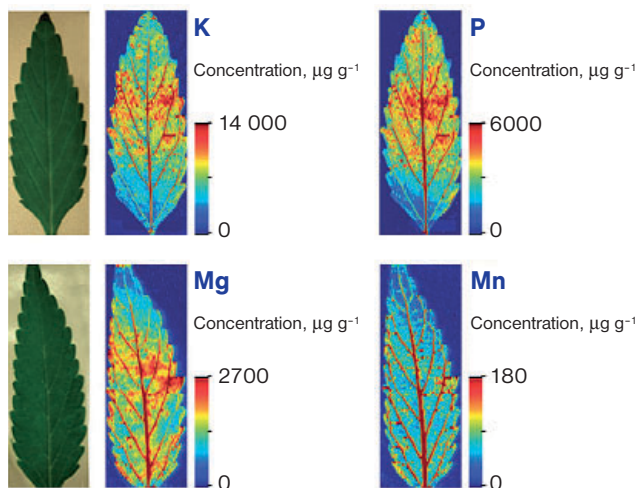 K
Concentration, µg g⁻¹
14 000
0
P
Concentration, µg g⁻¹
6000
0
Mg
Concentration, µg g⁻¹
2700
0
Mn
Concentration, µg g⁻¹
180
0